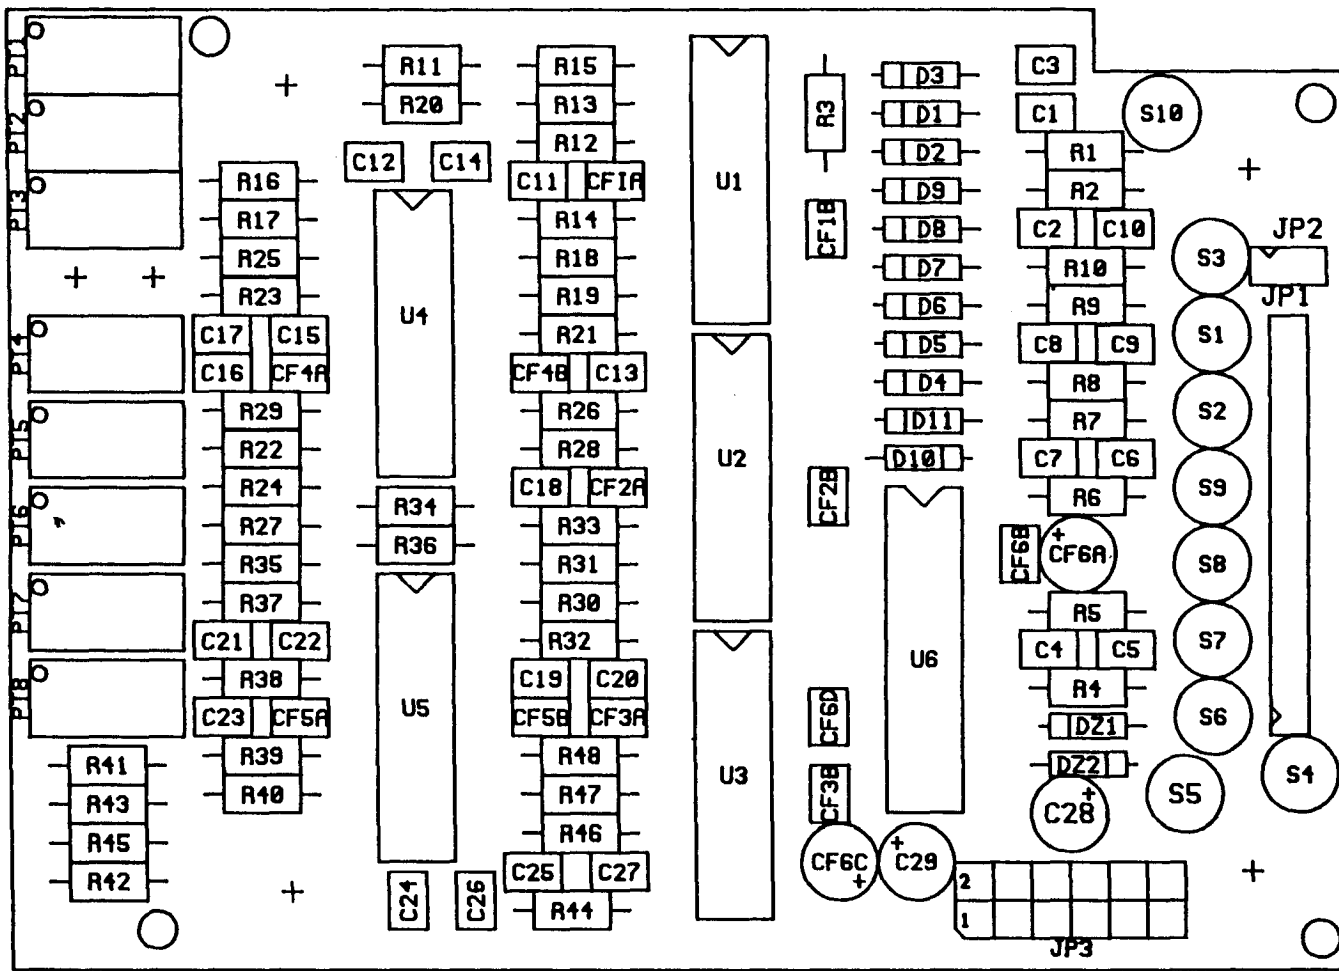 PT1
PT2
PT3
PT4
PT5
PT6
PT7
PT8
R16
R17
R25
R23
C17 C15
C16 CF4A
R29
R22
R24
R27
R35
R37
C21 C22
R38
C23 CF5A
R39
R40
R41
R43
R45
R42
R11
R20
C12 C14
U4
R34
R36
U5
C24 C26
R15
R13
R12
C11 CF1A
R14
R18
R19
R21
CF4B C13
R26
R28
C18 CF2A
R33
R31
R30
R32
C19 C20
CF5B CF3A
R48
R47
R46
C25 C27
R44
U1
U2
U3
R3
CF1B
CF2B
CF6D
CF3B
CF6C
C29
D3
D1
D2
D9
D8
D7
D6
D5
D4
D11
D10
U6
C3
C1
R1
R2
C2 C10
R10
R9
C8 C9
R8
R7
C7 C6
R6
CF6B
CF6A
R5
C4 C5
R4
DZ1
DZ2
C28
S10
S3
S1
S2
S9
S8
S7
S6
S5
S4
JP2
JP1
2
1
JP3